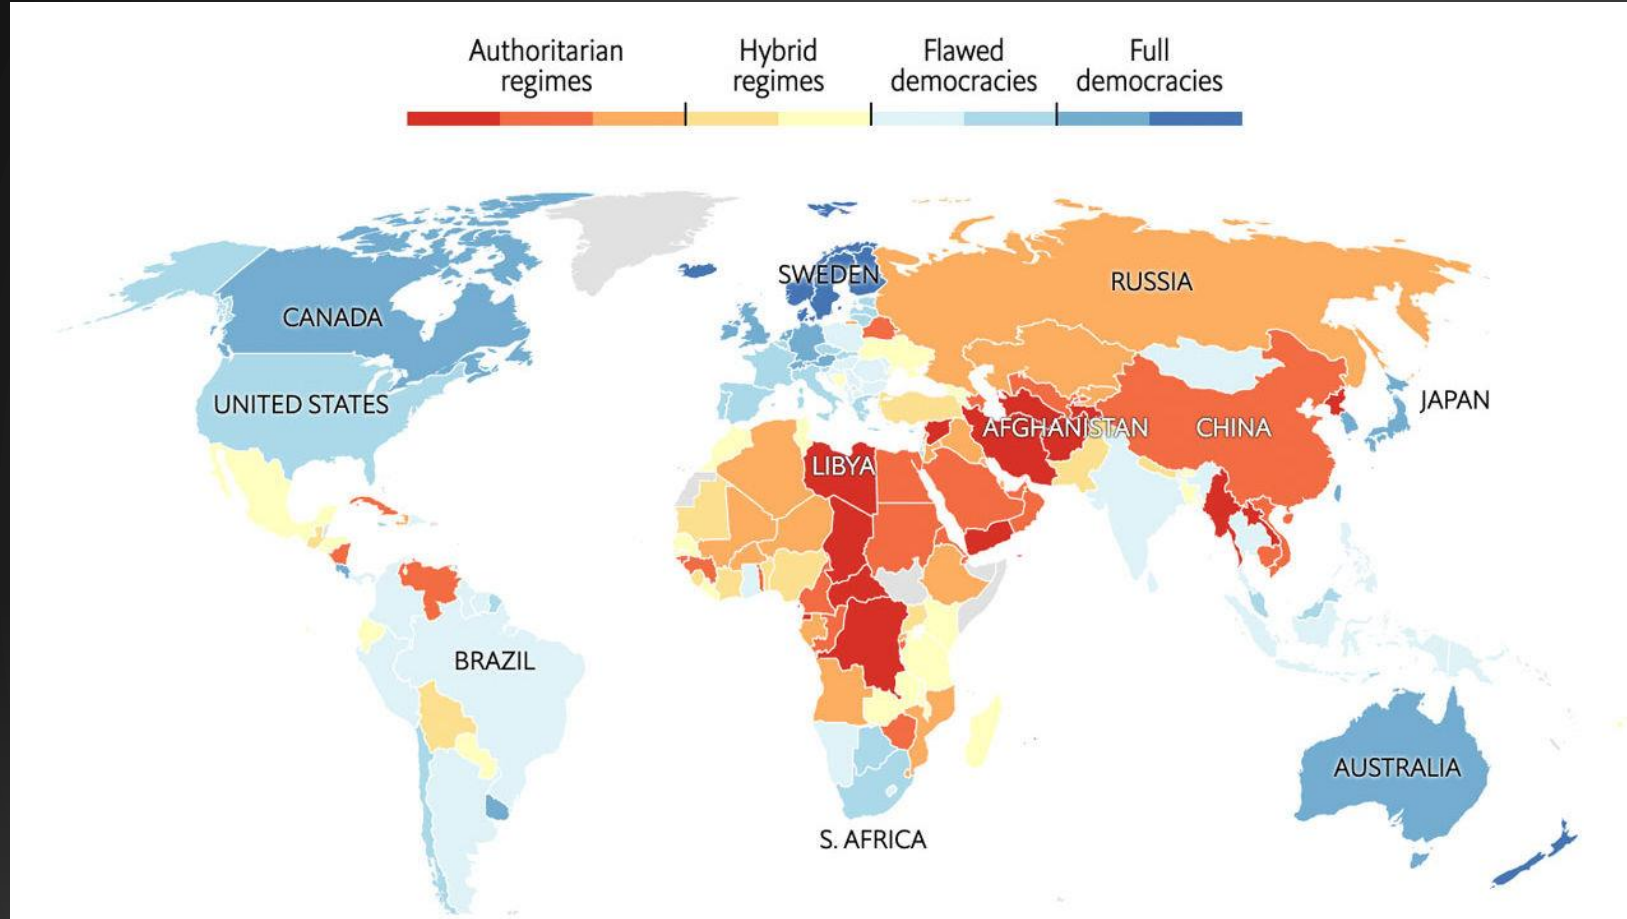 Authoritarian
regimes
Hybrid
regimes
Flawed
democracies
Full
democracies
SWEDEN
RUSSIA
CANADA
UNITED STATES
JAPAN
AFGHANISTAN
CHINA
LIBYA
BRAZIL
AUSTRALIA
S. AFRICA